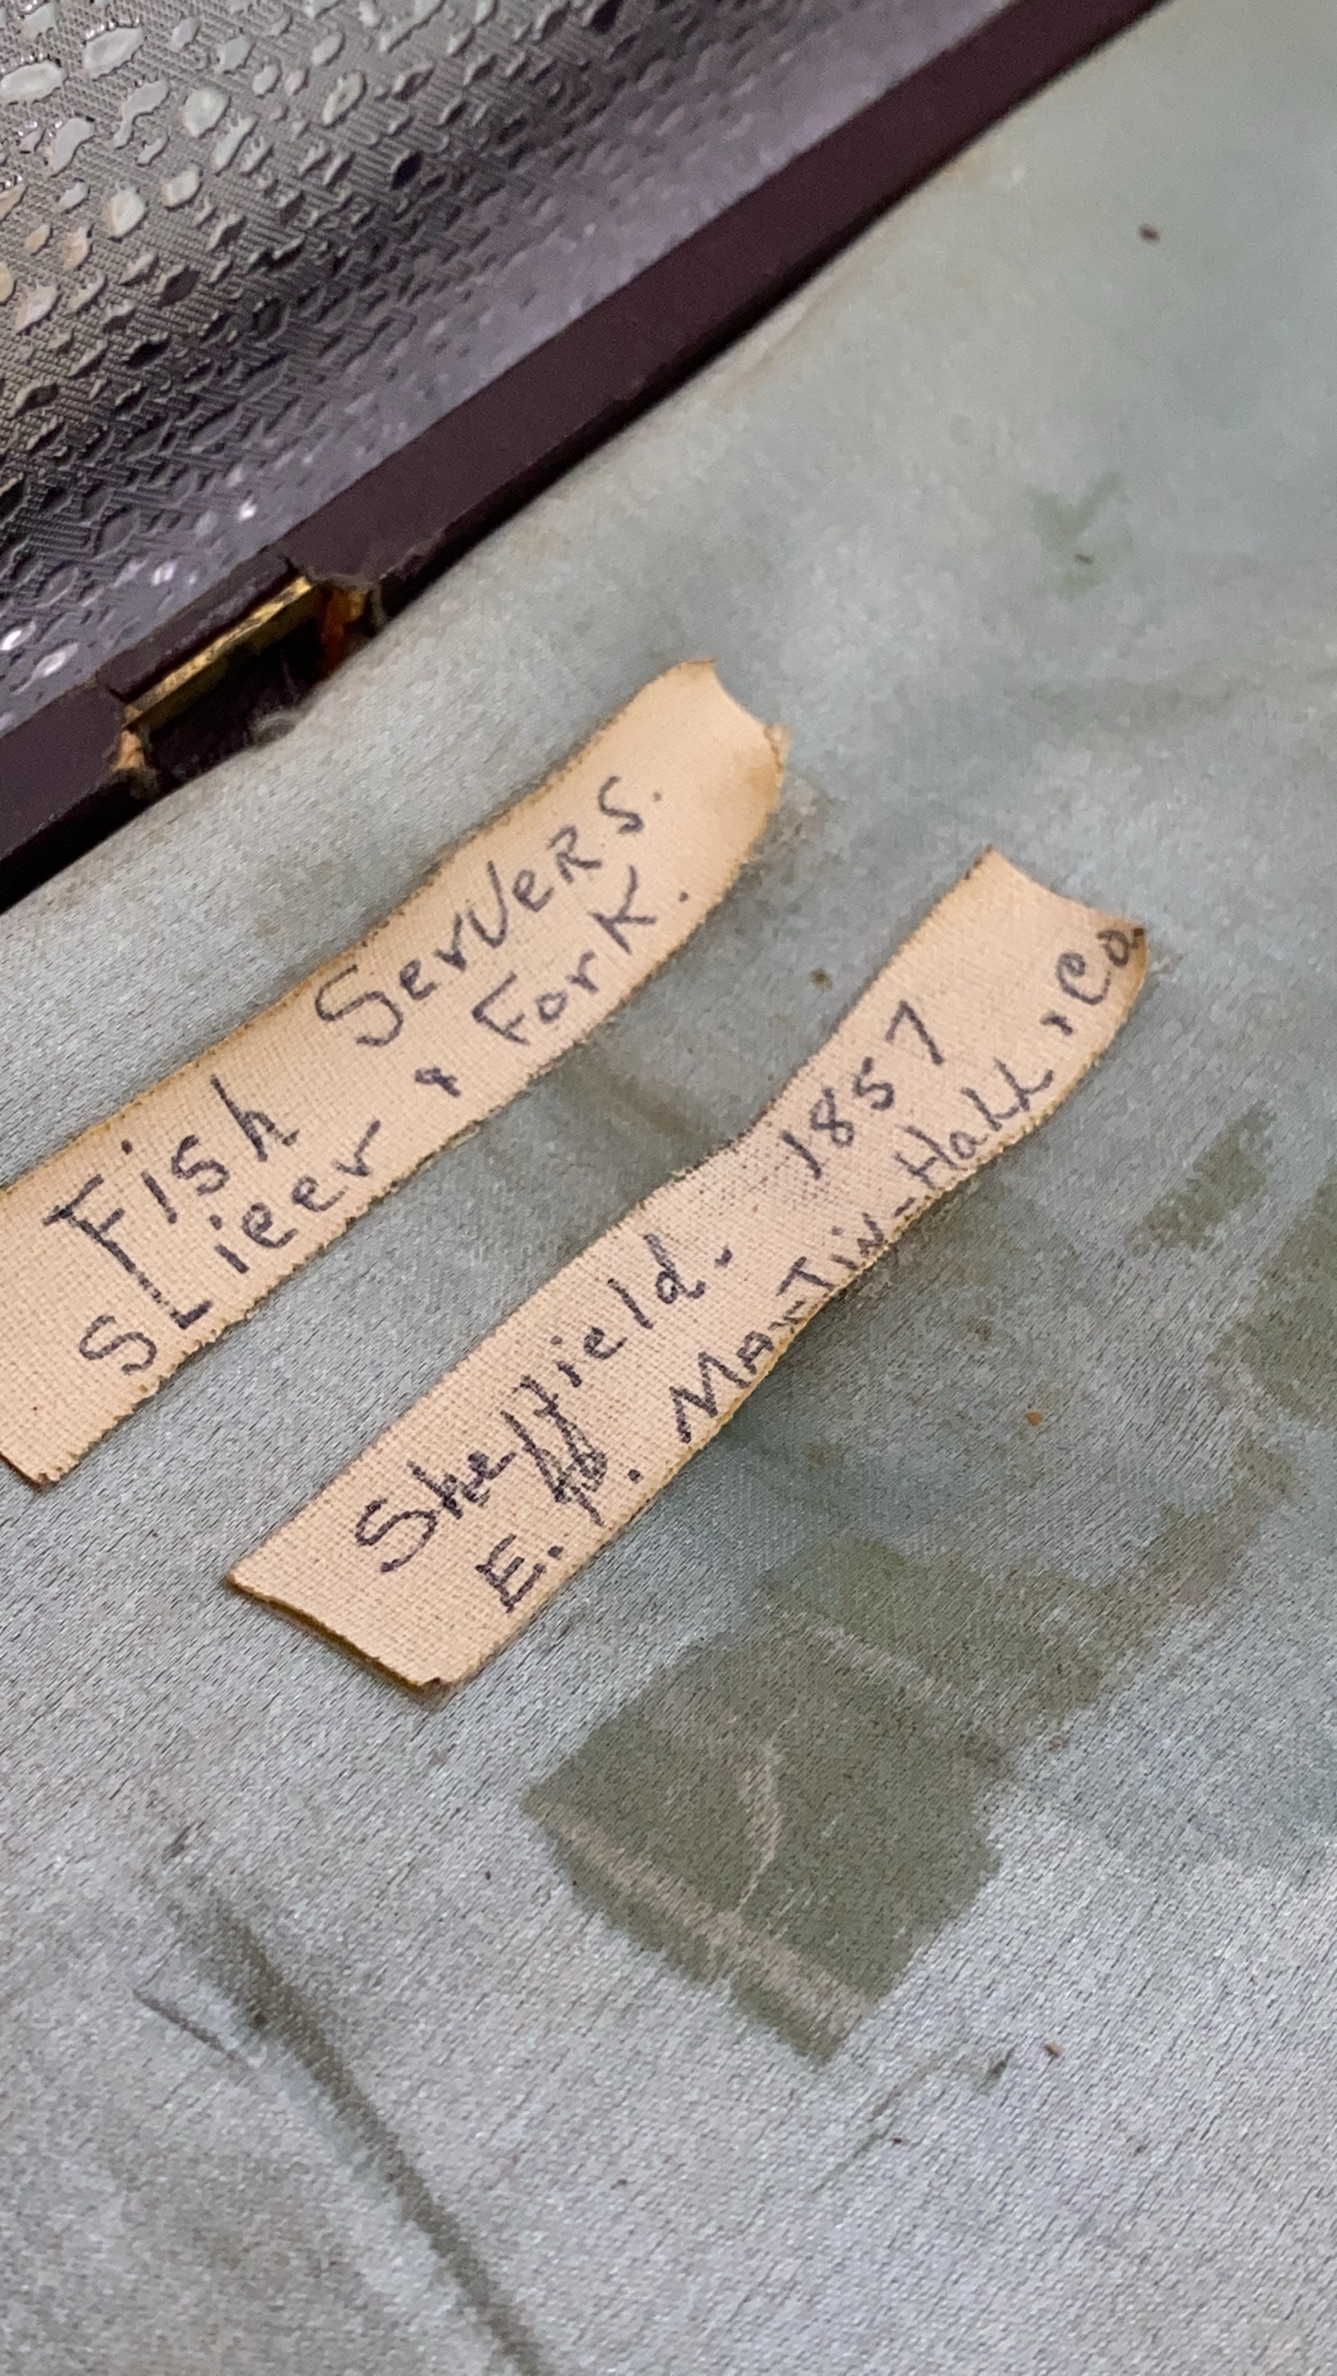 Fish Servers.
SLieer & Fork.
Sheffield. 1857
E. Martin-Hall, Co.